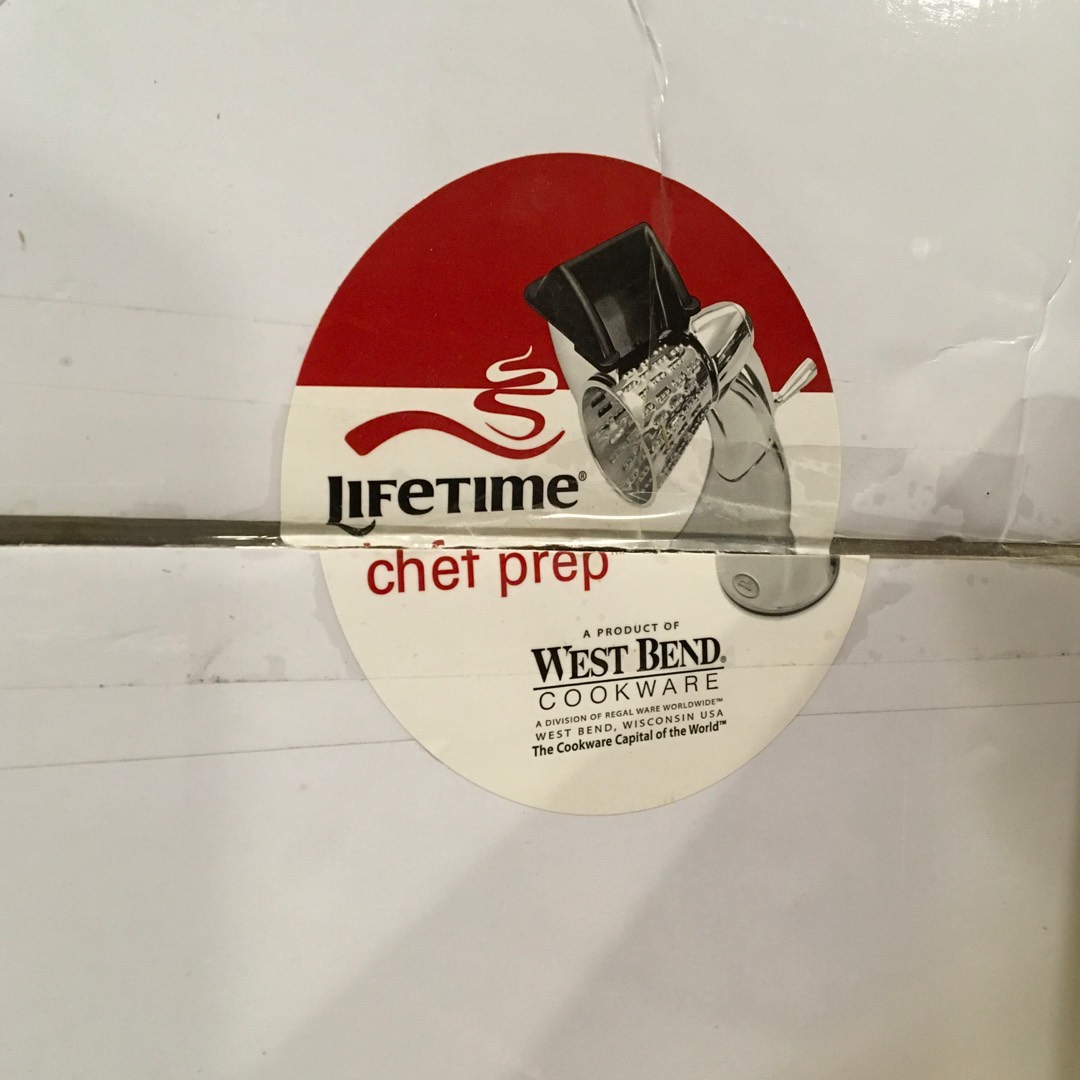 LIFETIME®
chef prep
A PRODUCT OF
WEST BEND®
COOKWARE
A DIVISION OF REGAL WARE WORLDWIDE™
WEST BEND, WISCONSIN USA
The Cookware Capital of the World™